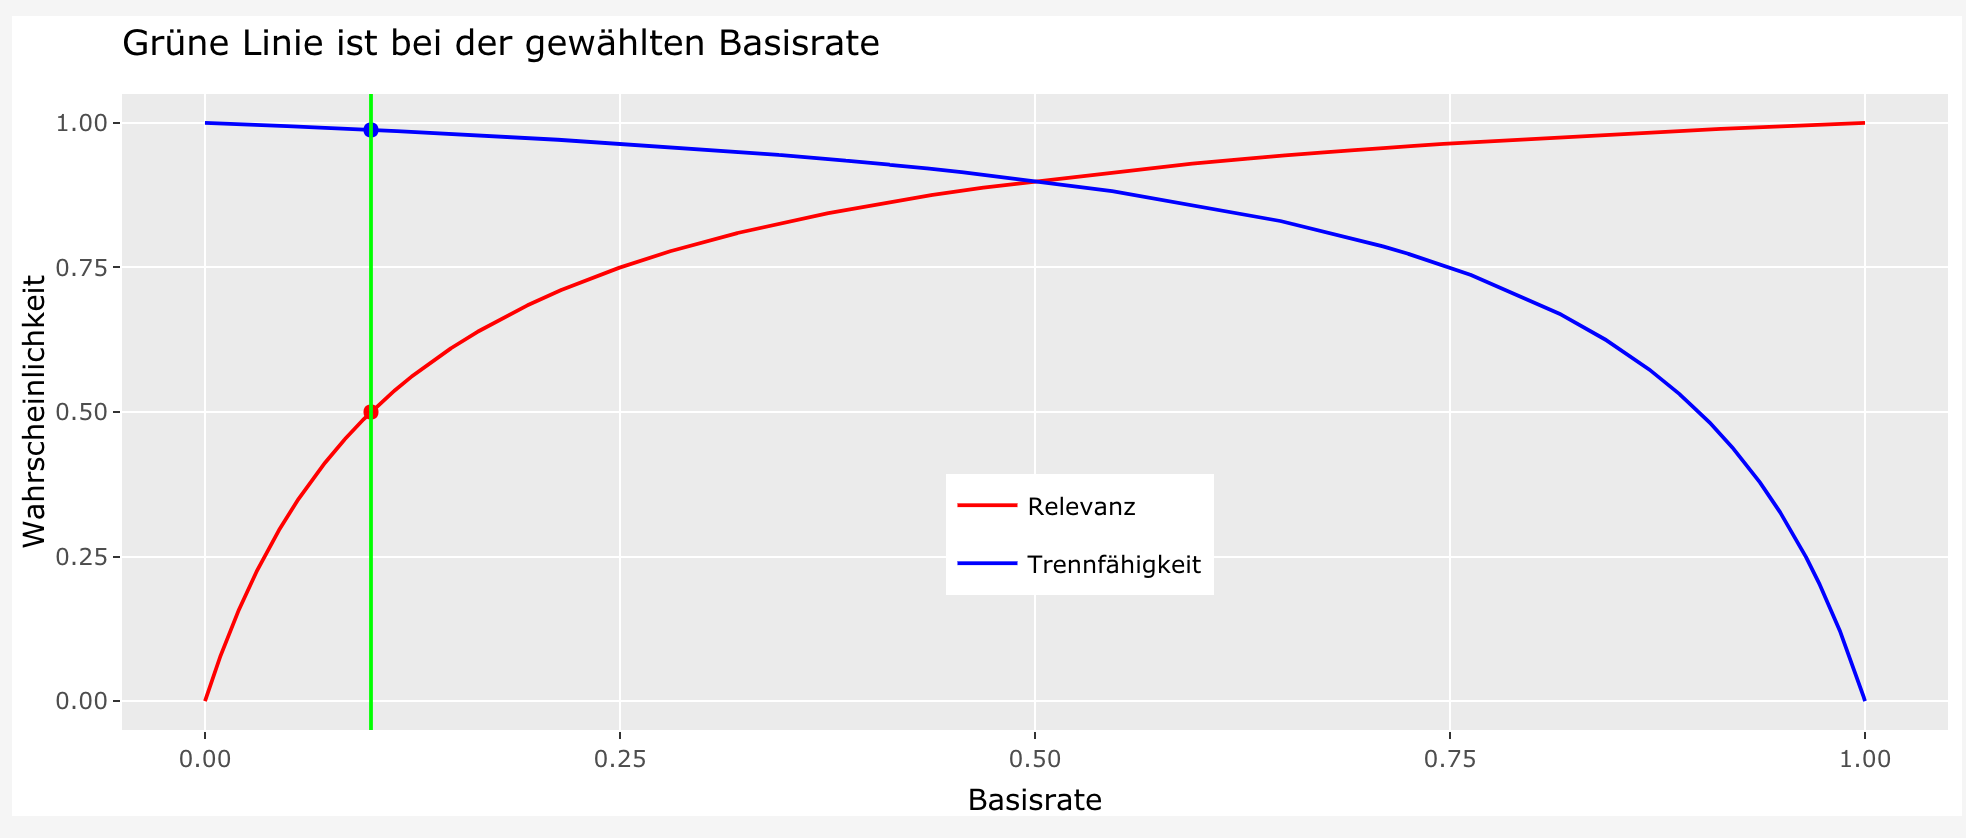 Grüne Linie ist bei der gewählten Basisrate
Wahrscheinlichkeit
1.00
0.75
0.50
0.25
0.00
Relevanz
Trennfähigkeit
0.00 0.25 0.50 0.75 1.00
Basisrate